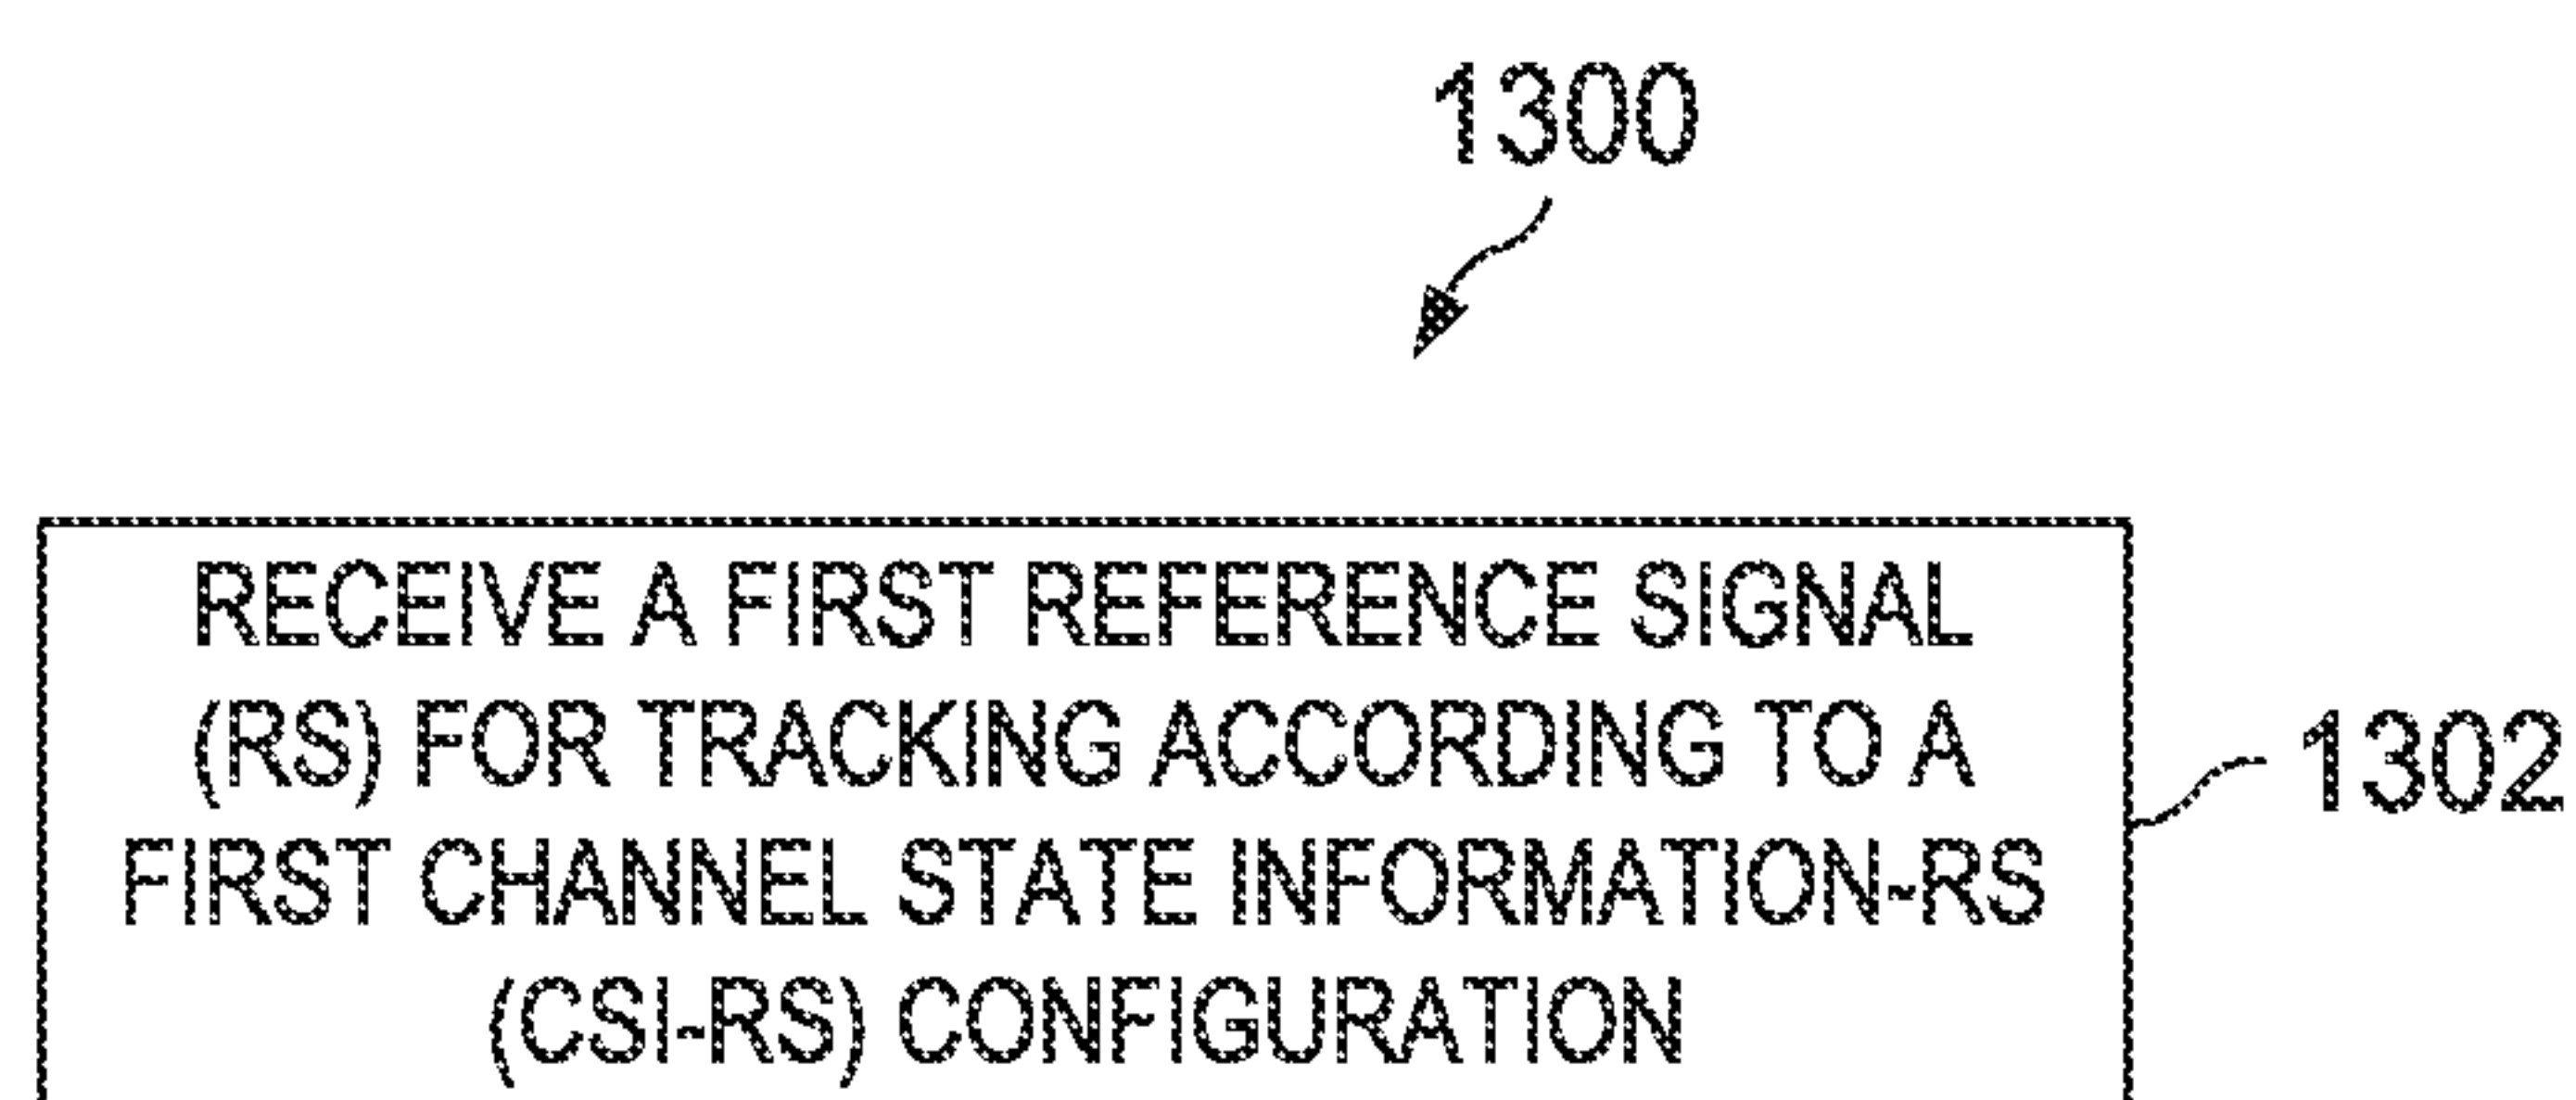 1300
RECEIVE A FIRST REFERENCE SIGNAL
(RS) FOR TRACKING ACCORDING TO A
FIRST CHANNEL STATE INFORMATION-RS
(CSI-RS) CONFIGURATION
1302